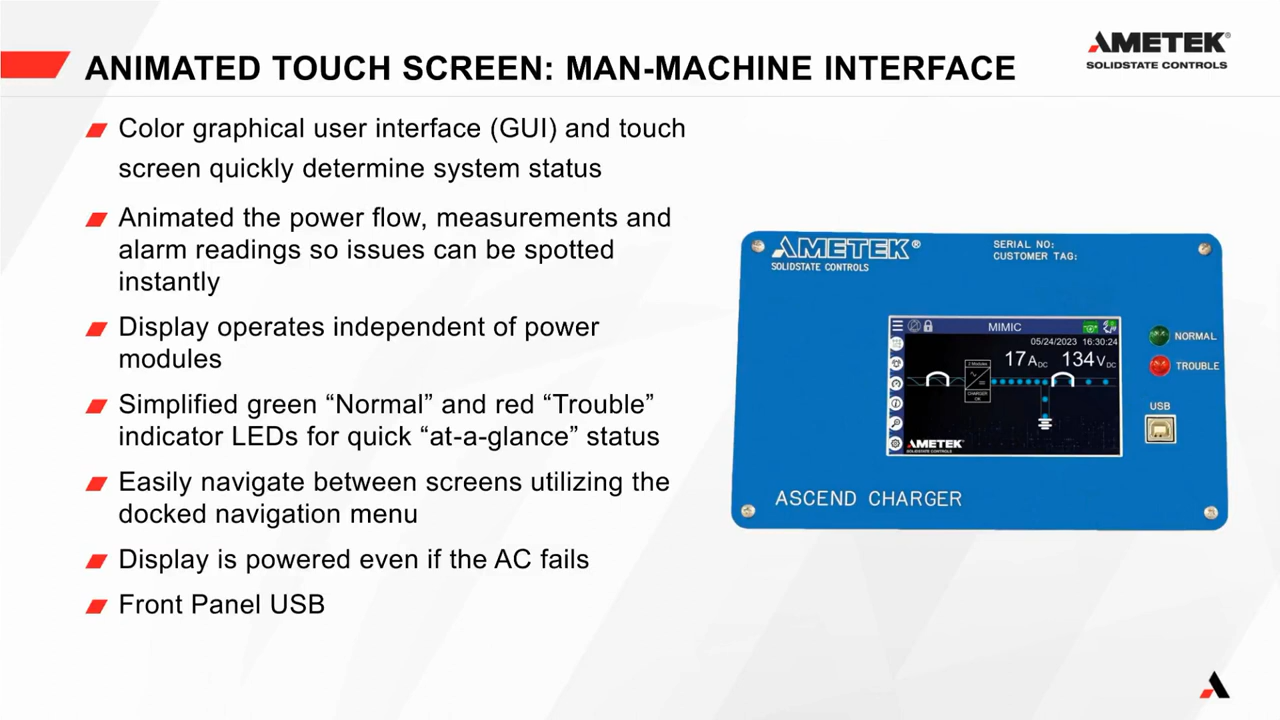 ANIMATED TOUCH SCREEN: MAN-MACHINE INTERFACE
AMETEK®
SOLIDSTATE CONTROLS
Color graphical user interface (GUI) and touch
screen quickly determine system status
Animated the power flow, measurements and
alarm readings so issues can be spotted
instantly
Display operates independent of power
modules
Simplified green “Normal” and red “Trouble”
indicator LEDs for quick “at-a-glance” status
Easily navigate between screens utilizing the
docked navigation menu
Display is powered even if the AC fails
Front Panel USB
AMETEK®
SOLIDSTATE CONTROLS
SERIAL NO:
CUSTOMER TAG:
MIMIC
05/24/2023 16:30:24
17 ADC 134 VDC
2 Modules
CHARGER
OK
AMETEK
SOLIDSTATE CONTROLS
NORMAL
TROUBLE
USB
ASCEND CHARGER